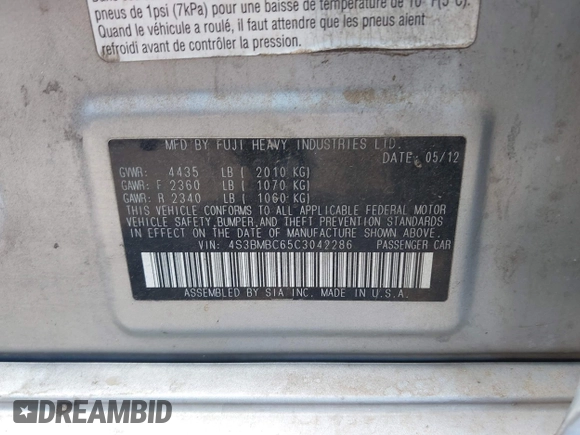 pneus de 1psi (7kPa) pour une baisse de température de 10° F(5°C).
Quand le véhicule a roulé, il faut attendre que les pneus aient
refroidi avant de contrôler la pression.
MFD BY FUJI HEAVY INDUSTRIES LTD.
DATE: 05/12
GVWR: 4435 LB ( 2010 KG)
GAWR: F 2360 LB ( 1070 KG)
GAWR: R 2340 LB ( 1060 KG)
THIS VEHICLE CONFORMS TO ALL APPLICABLE FEDERAL MOTOR
VEHICLE SAFETY, BUMPER, AND THEFT PREVENTION STANDARDS
IN EFFECT ON THE DATE OF MANUFACTURE SHOWN ABOVE.
VIN: 4S3BMBC65C3042286 PASSENGER CAR
ASSEMBLED BY SIA INC. MADE IN U.S.A.
DREAMBID